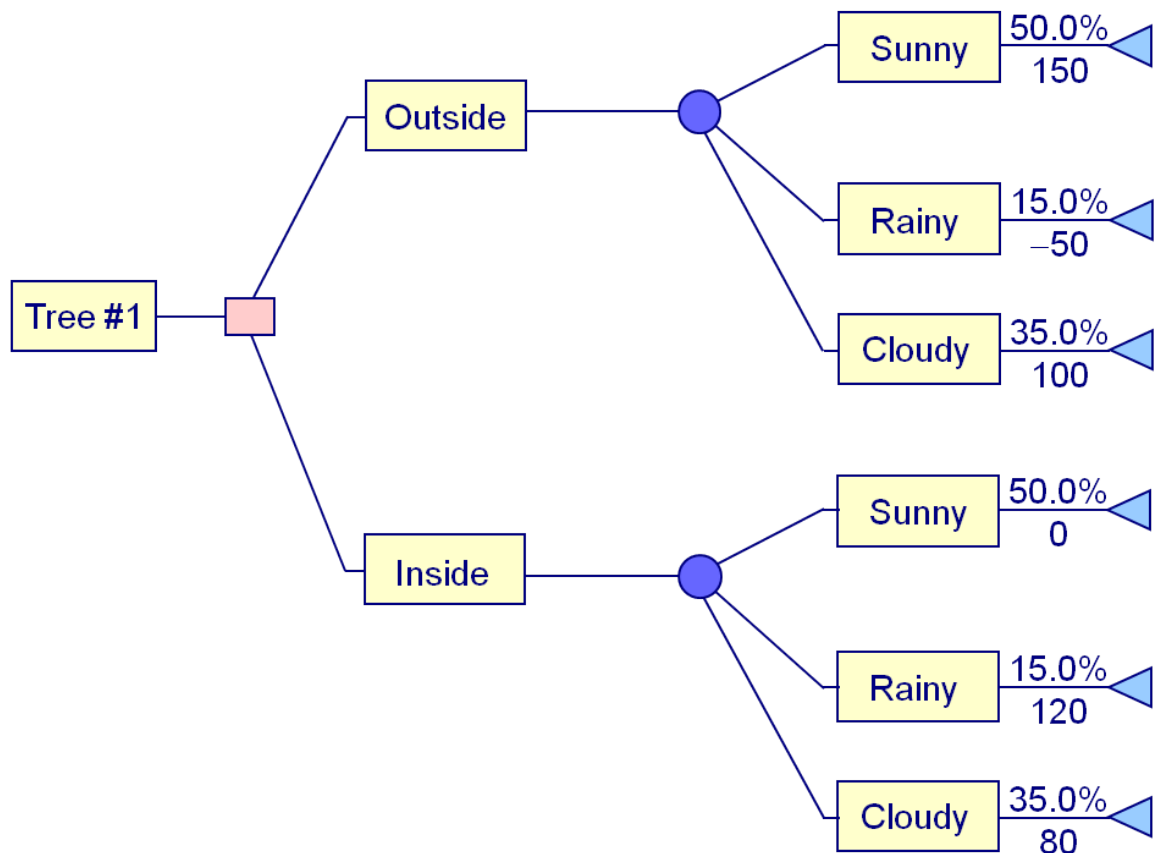 Tree #1
Outside
Sunny
50.0%
150
Rainy
15.0%
–50
Cloudy
35.0%
100
Inside
Sunny
50.0%
0
Rainy
15.0%
120
Cloudy
35.0%
80